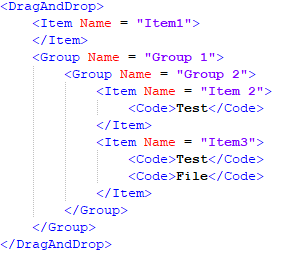 <DragAndDrop>
<Item Name = "Item1">
</Item>
<Group Name = "Group 1">
<Group Name = "Group 2">
<Item Name = "Item 2">
<Code>Test</Code>
</Item>
<Item Name = "Item3">
<Code>Test</Code>
<Code>File</Code>
</Item>
</Group>
</Group>
</DragAndDrop>